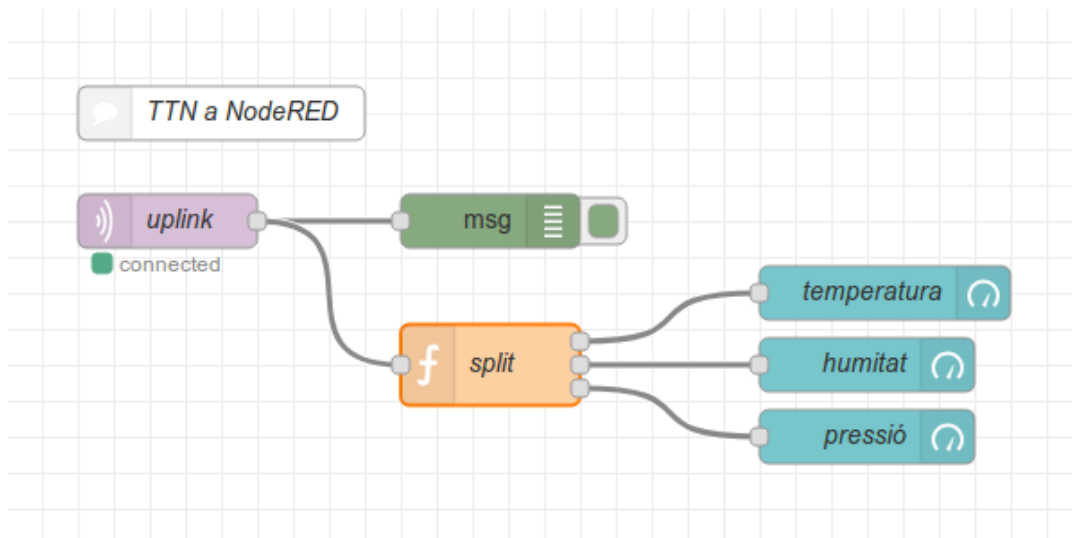 TTN a NodeRED
uplink
msg
connected
temperatura
split
humitat
pressió